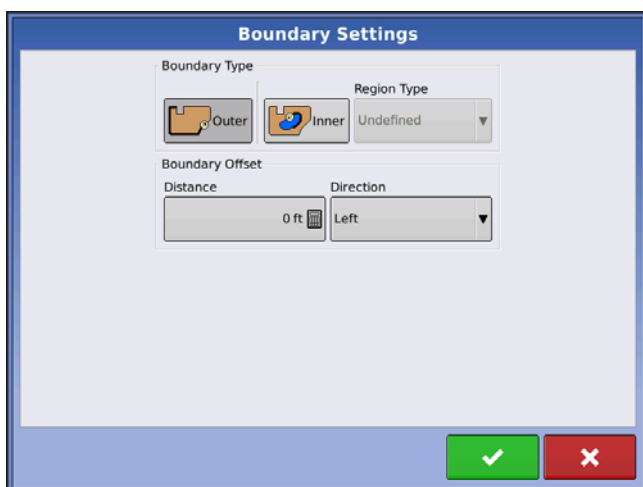 Boundary Settings
Boundary Type
Region Type
Outer
Inner
Undefined
Boundary Offset
Distance
Direction
0 ft
Left